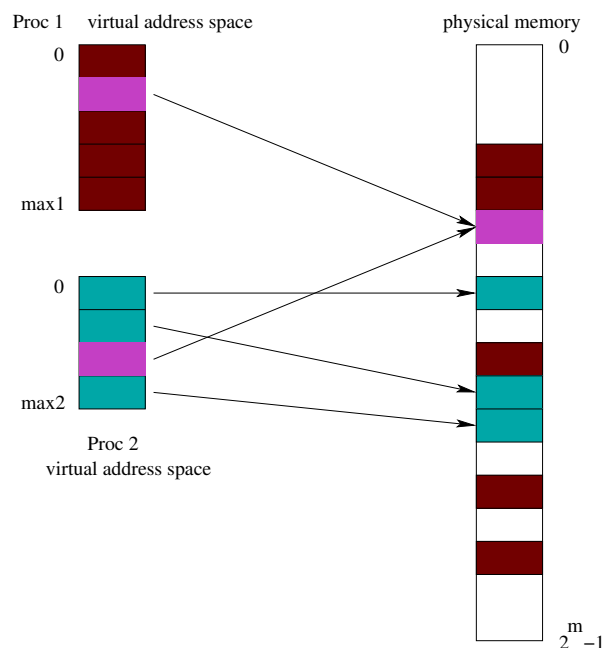 Proc 1 virtual address space
physical memory
0
0
max1
0
max2
Proc 2
virtual address space
m
2 −1